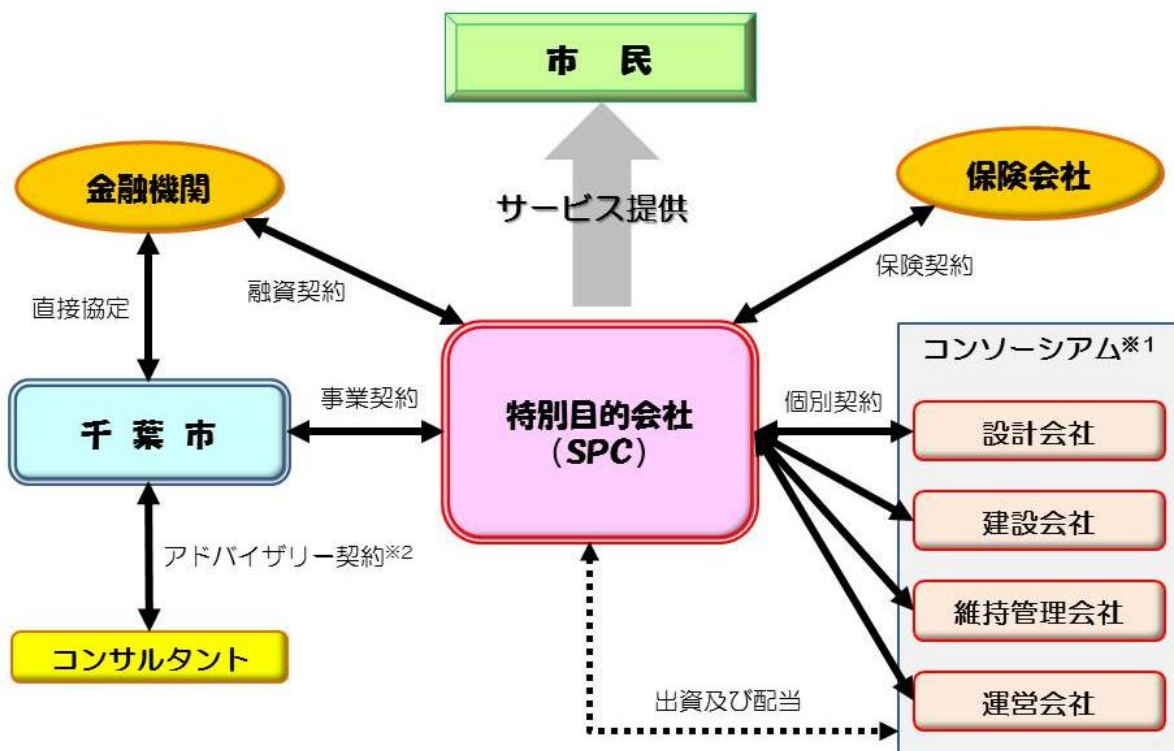 市 民
金融機関
保険会社
サービス提供
保険契約
融資契約
直接協定
コンソーシアム※1
事業契約
個別契約
千 葉 市
特別目的会社
(SPC)
設計会社
建設会社
アドバイザリー契約※2
維持管理会社
コンサルタント
出資及び配当
運営会社